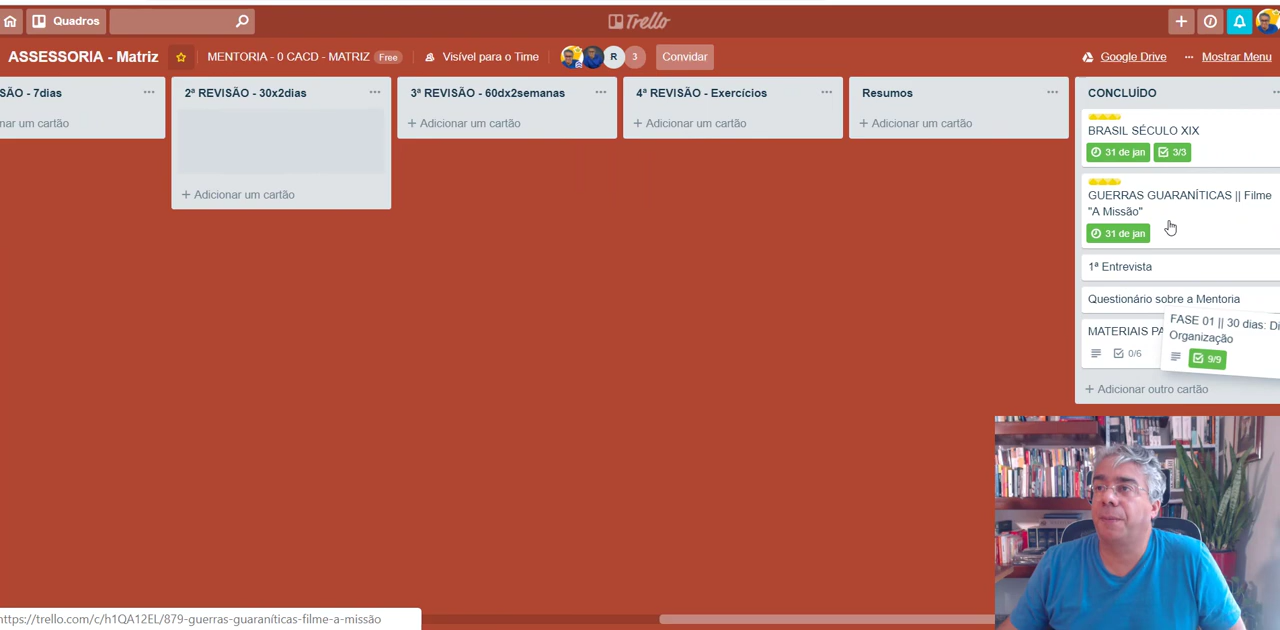 Quadros
Trello
ASSESSORIA - Matriz
MENTORIA - 0 CACD - MATRIZ Free
Visível para o Time
R
3
Convidar
Google Drive
... Mostrar Menu
SÃO - 7dias
nar um cartão
2ª REVISÃO - 30x2dias
+ Adicionar um cartão
3ª REVISÃO - 60dx2semanas
+ Adicionar um cartão
4ª REVISÃO - Exercícios
+ Adicionar um cartão
Resumos
+ Adicionar um cartão
CONCLUÍDO
BRASIL SÉCULO XIX
31 de jan
3/3
GUERRAS GUARANÍTICAS || Filme
"A Missão"
31 de jan
1ª Entrevista
Questionário sobre a Mentoria
MATERIAIS PA
0/6
FASE 01 || 30 dias: Di
Organização
9/9
+ Adicionar outro cartão
ttps://trello.com/c/h1QA12EL/879-guerras-guaraníticas-filme-a-missão